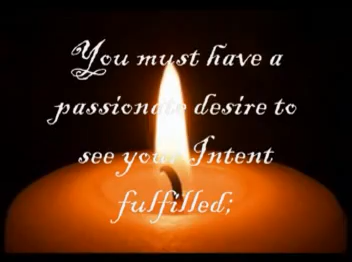 You must have a
passionate desire to
see your Intent
fulfilled;